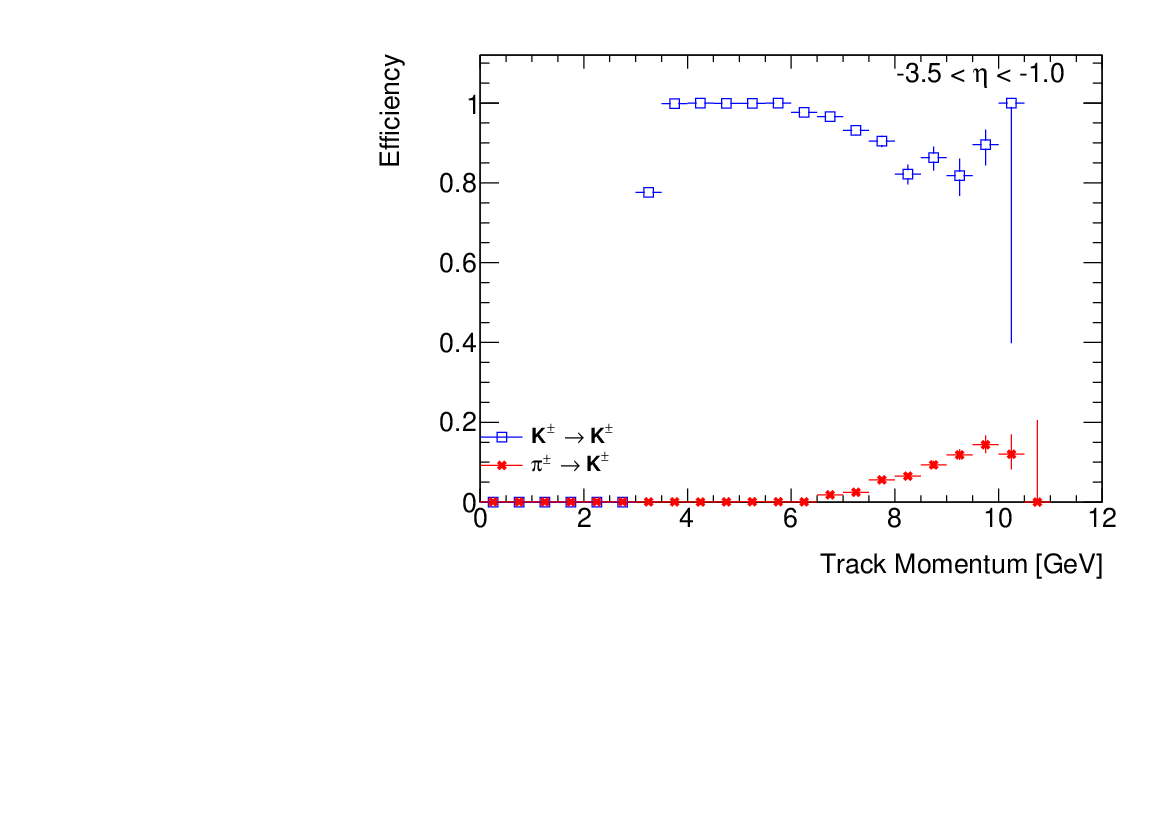 Efficiency
-3.5 < η < -1.0
1
0.8
0.6
0.4
0.2
0
K± → K±
π± → K±
0 2 4 6 8 10 12
Track Momentum [GeV]